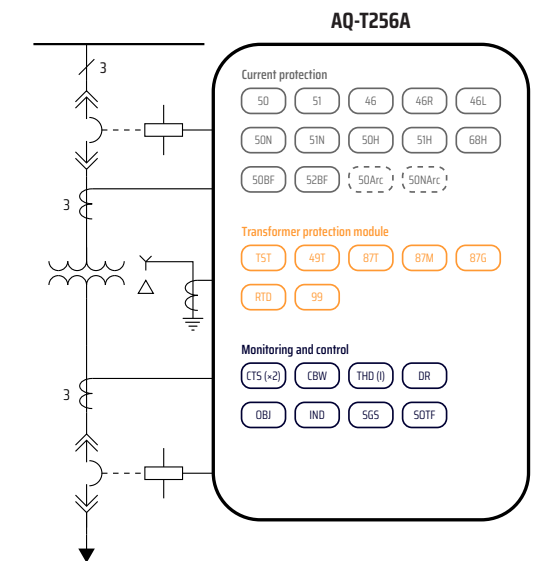 AQ-T256A
3
Current protection
50 51 46 46R 46L
50N 51N 50H 51H 68H
50BF 52BF 50Arc 50NArc
3
Transformer protection module
TST 49T 87T 87M 87G
RTD 99
Monitoring and control
CTS (×2) CBW THD (I) DR
3
OBJ IND SGS SOTF